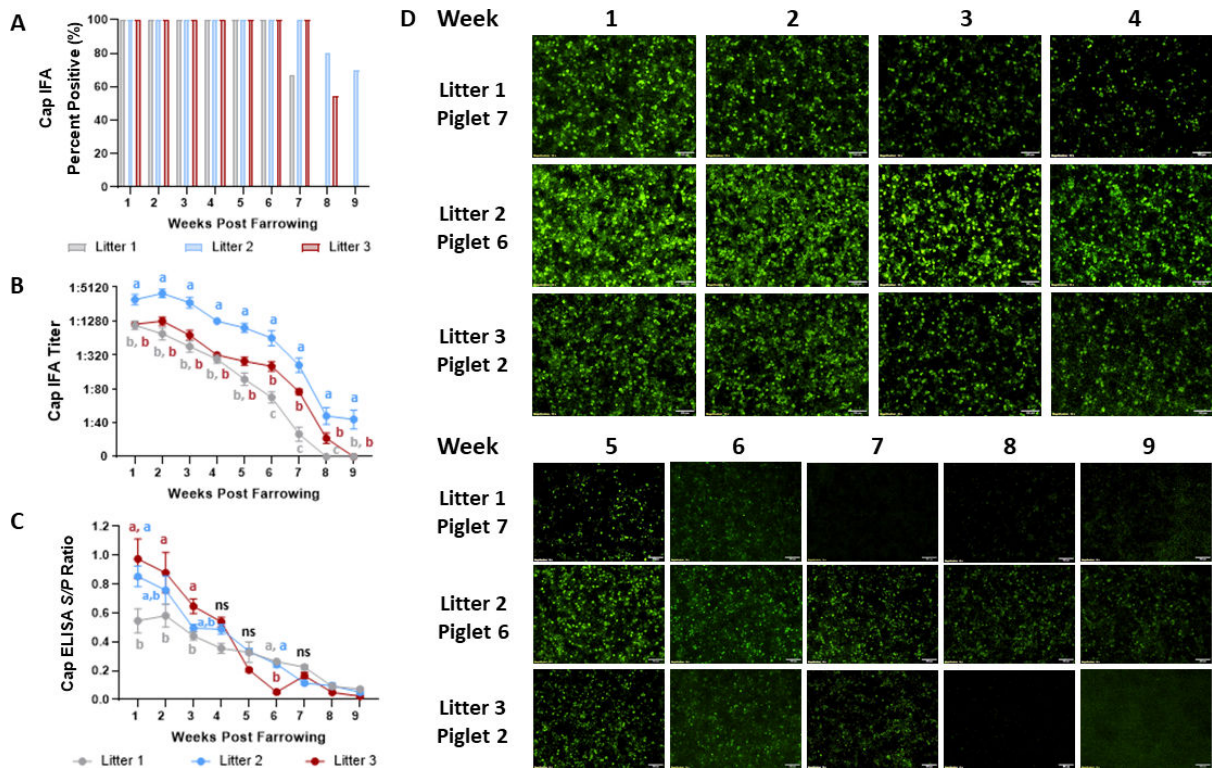 A
Cap IFA
Percent Positive (%)
100
80
60
40
20
0
1 2 3 4 5 6 7 8 9
Weeks Post Farrowing
Litter 1 Litter 2 Litter 3
B
Cap IFA Titer
1:5120
1:1280
1:320
1:80
1:40
0
a a a a a a a a a
b, b b, b b, b b, b b, b b c b c b c b, b
1 2 3 4 5 6 7 8 9
Weeks Post Farrowing
C
Cap ELISA S/P Ratio
1.2
1.0
0.8
0.6
0.4
0.2
0.0
a, a a a ns ns a, a ns
a,b a,b
b b b b
1 2 3 4 5 6 7 8 9
Weeks Post Farrowing
Litter 1 Litter 2 Litter 3
D Week 1 2 3 4
Litter 1
Piglet 7
Litter 2
Piglet 6
Litter 3
Piglet 2
Week 5 6 7 8 9
Litter 1
Piglet 7
Litter 2
Piglet 6
Litter 3
Piglet 2